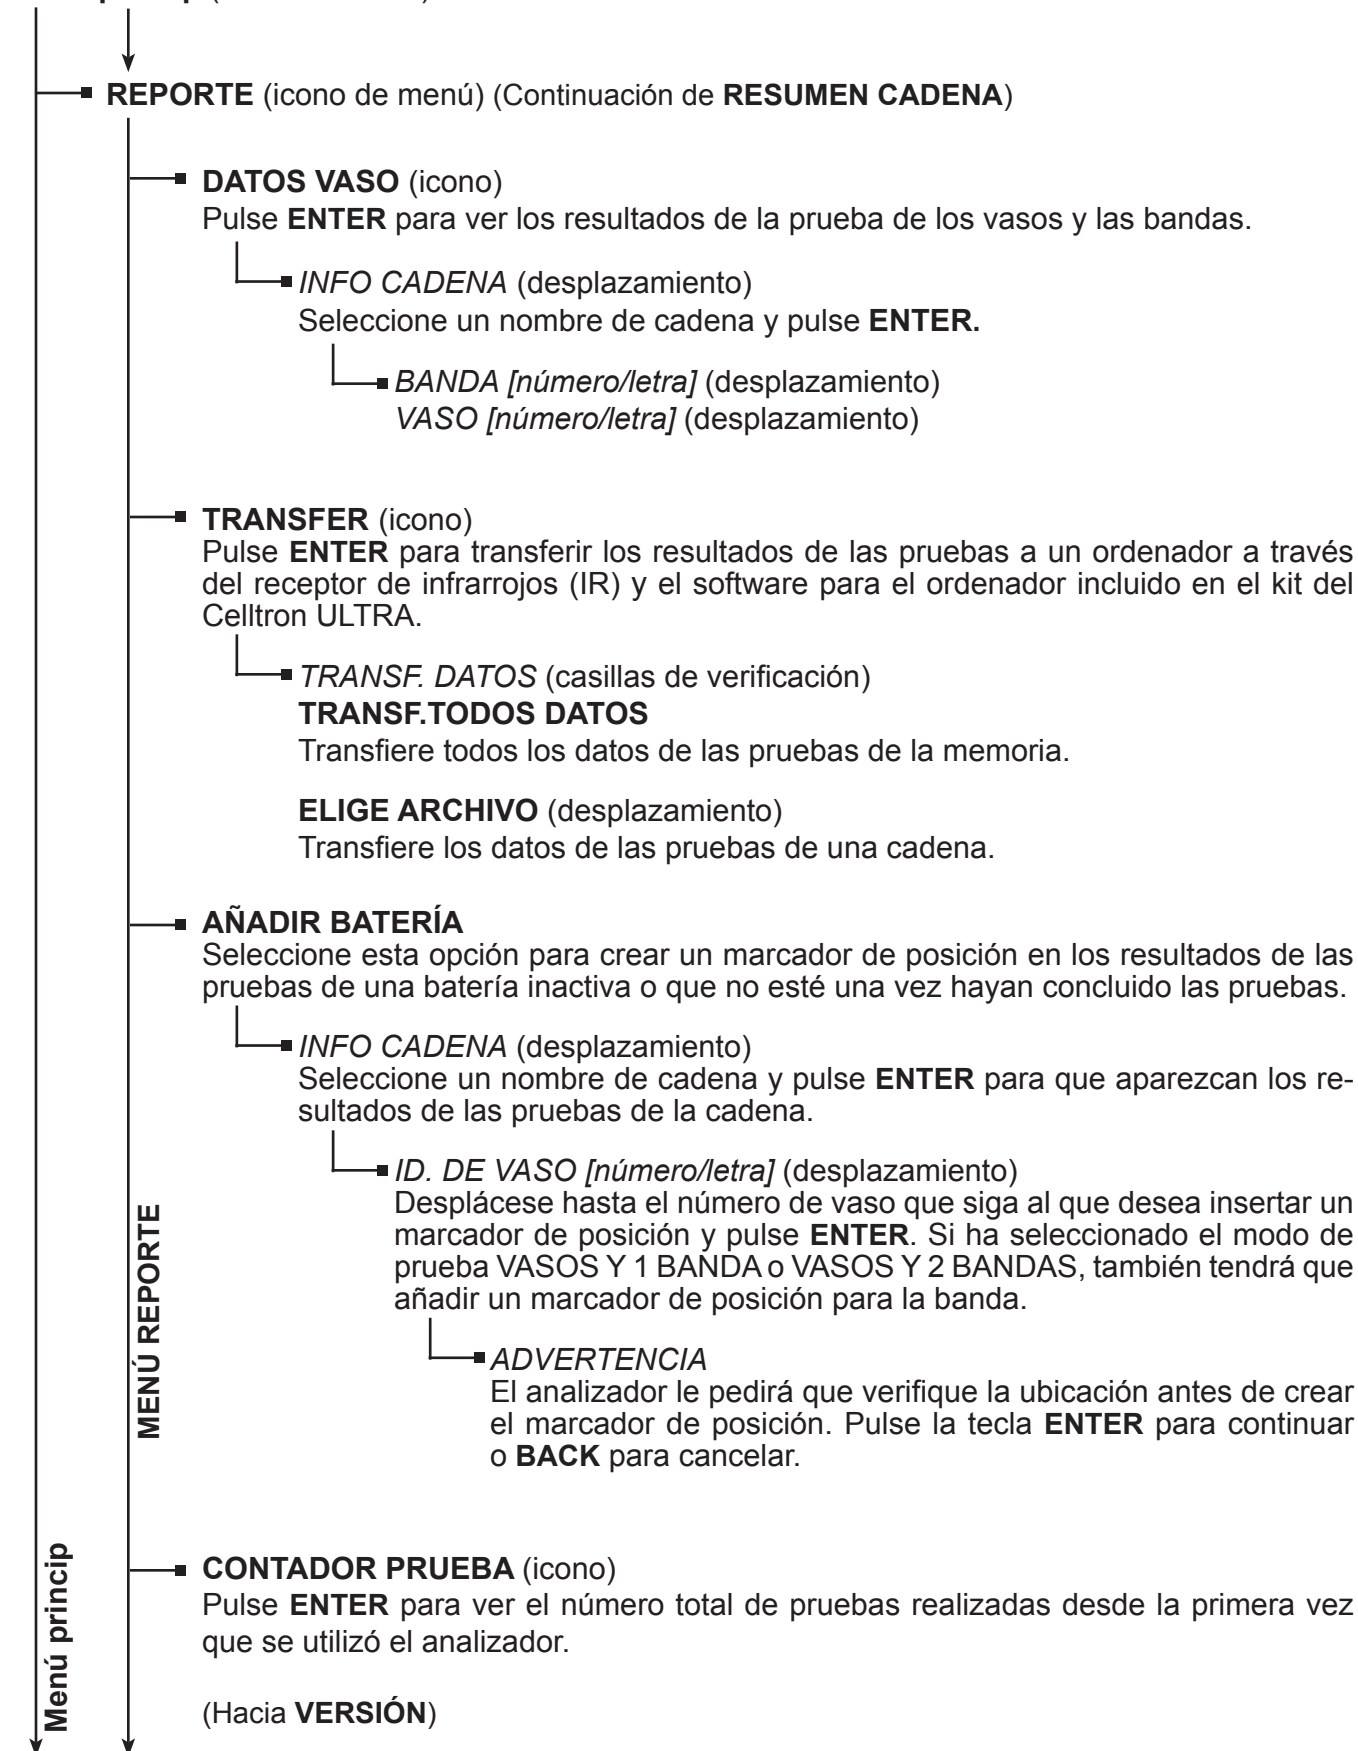 REPORTE (icono de menú) (Continuación de RESUMEN CADENA)
DATOS VASO (icono)
Pulse ENTER para ver los resultados de la prueba de los vasos y las bandas.
INFO CADENA (desplazamiento)
Seleccione un nombre de cadena y pulse ENTER.
BANDA [número/letra] (desplazamiento)
VASO [número/letra] (desplazamiento)
TRANSFER (icono)
Pulse ENTER para transferir los resultados de las pruebas a un ordenador a través
del receptor de infrarrojos (IR) y el software para el ordenador incluido en el kit del
Celltron ULTRA.
TRANSF. DATOS (casillas de verificación)
TRANSF.TODOS DATOS
Transfiere todos los datos de las pruebas de la memoria.
ELIGE ARCHIVO (desplazamiento)
Transfiere los datos de las pruebas de una cadena.
AÑADIR BATERÍA
Seleccione esta opción para crear un marcador de posición en los resultados de las
pruebas de una batería inactiva o que no esté una vez hayan concluido las pruebas.
INFO CADENA (desplazamiento)
Seleccione un nombre de cadena y pulse ENTER para que aparezcan los re-
sultados de las pruebas de la cadena.
ID. DE VASO [número/letra] (desplazamiento)
Desplácese hasta el número de vaso que siga al que desea insertar un
marcador de posición y pulse ENTER. Si ha seleccionado el modo de
prueba VASOS Y 1 BANDA o VASOS Y 2 BANDAS, también tendrá que
añadir un marcador de posición para la banda.
ADVERTENCIA
El analizador le pedirá que verifique la ubicación antes de crear
el marcador de posición. Pulse la tecla ENTER para continuar
o BACK para cancelar.
MENÚ REPORTE
CONTADOR PRUEBA (icono)
Pulse ENTER para ver el número total de pruebas realizadas desde la primera vez
que se utilizó el analizador.
(Hacia VERSIÓN)
Menú princip